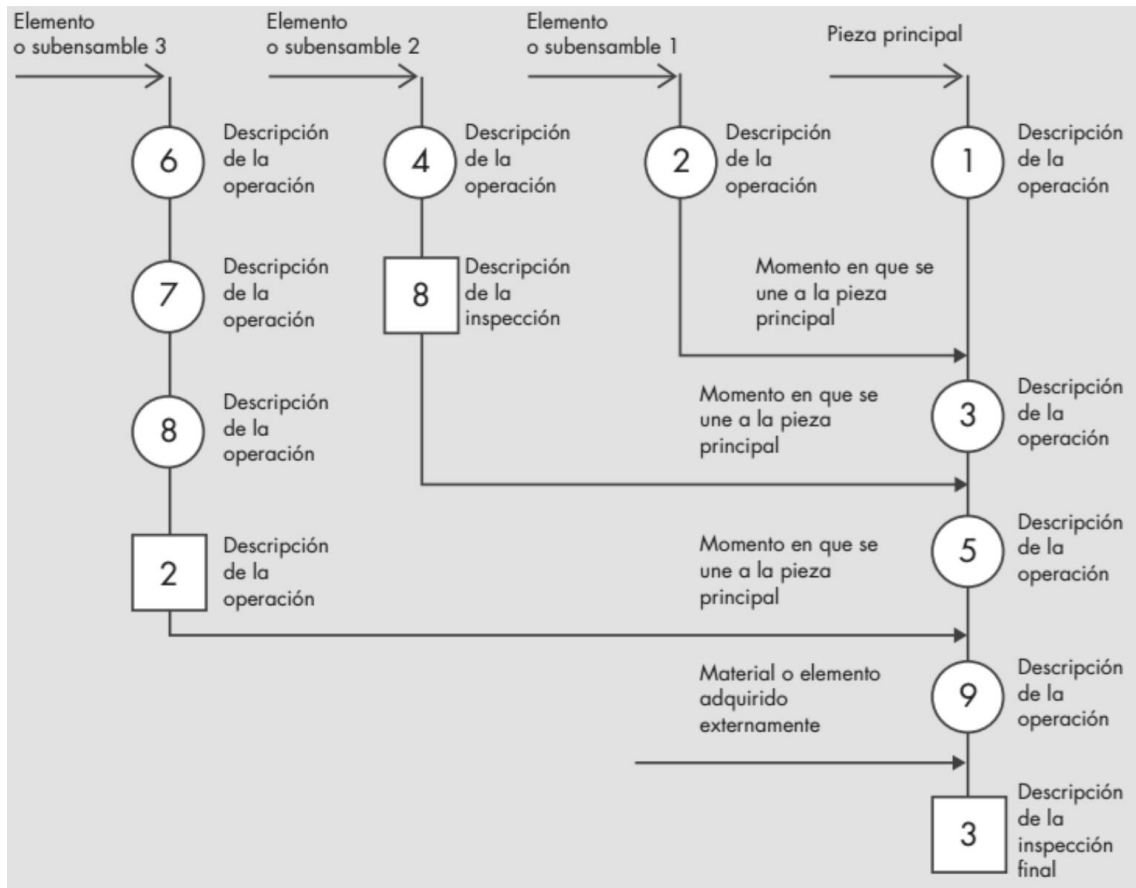 Elemento
o subensamble 3
Elemento
o subensamble 2
Elemento
o subensamble 1
Pieza principal
6
Descripción
de la
operación
4
Descripción
de la
operación
2
Descripción
de la
operación
1
Descripción
de la
operación
7
Descripción
de la
operación
8
Descripción
de la
inspección
Momento en que se
une a la pieza
principal
8
Descripción
de la
operación
Momento en que se
une a la pieza
principal
3
Descripción
de la
operación
2
Descripción
de la
operación
Momento en que se
une a la pieza
principal
5
Descripción
de la
operación
Material o elemento
adquirido
externamente
9
Descripción
de la
operación
3
Descripción
de la
inspección
final